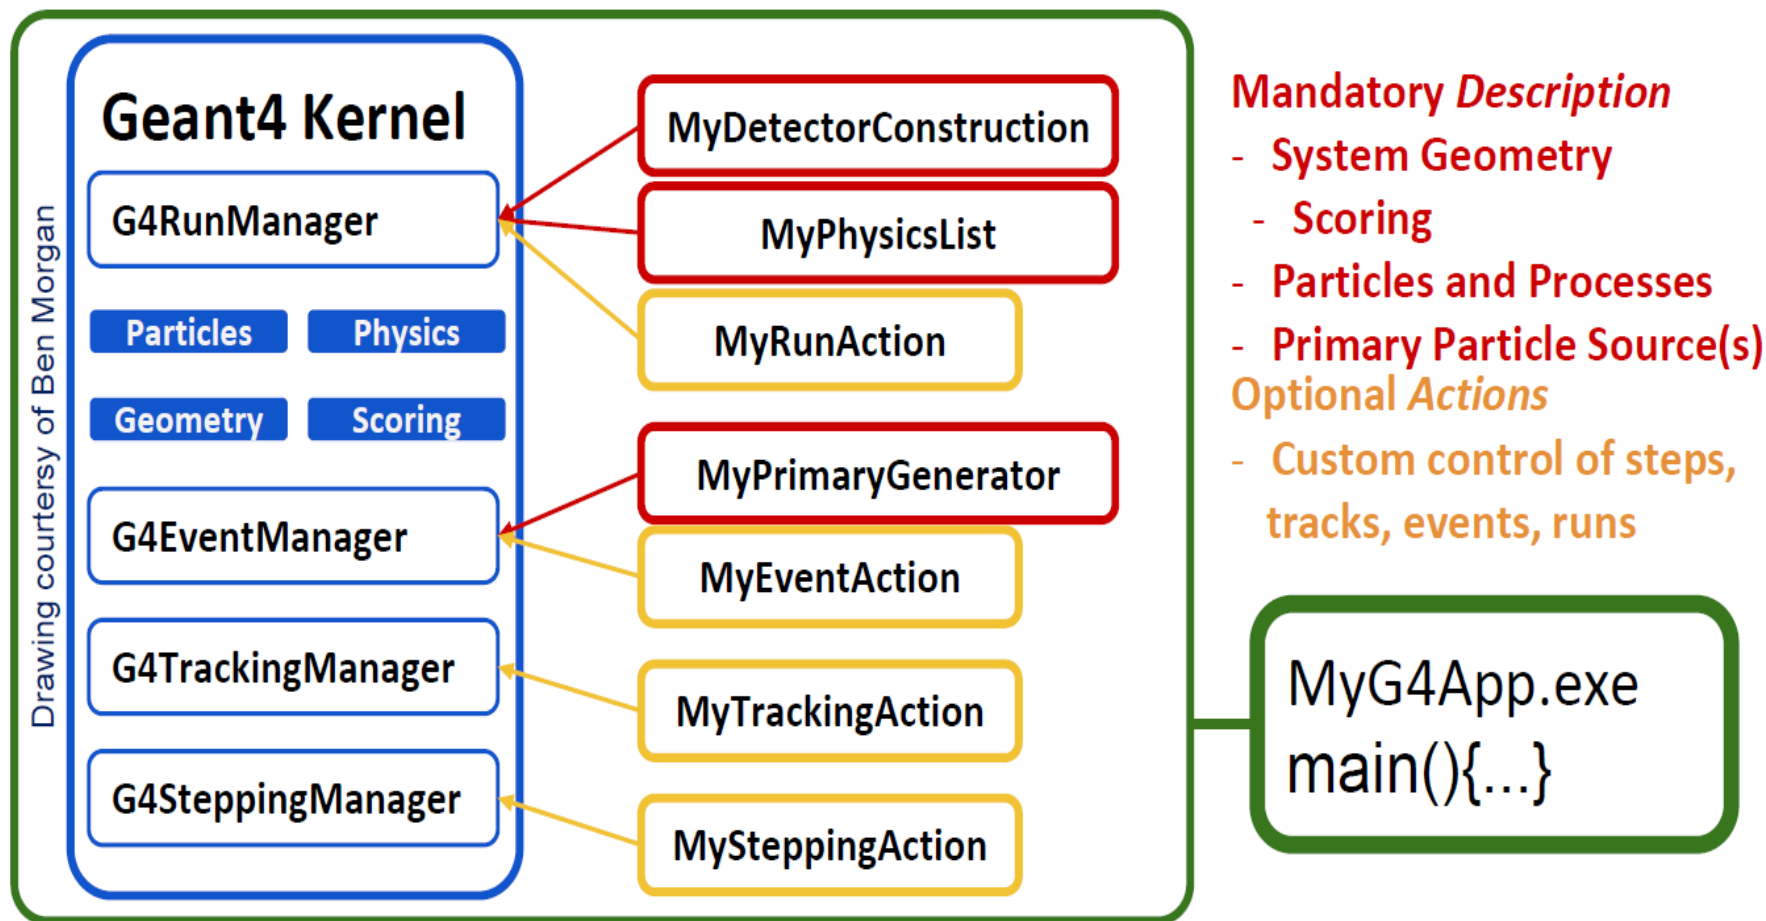 Drawing courtersy of Ben Morgan
Geant4 Kernel
G4RunManager
Particles
Physics
Geometry
Scoring
G4EventManager
G4TrackingManager
G4SteppingManager
MyDetectorConstruction
MyPhysicsList
MyRunAction
MyPrimaryGenerator
MyEventAction
MyTrackingAction
MySteppingAction
Mandatory Description
- System Geometry
- Scoring
- Particles and Processes
- Primary Particle Source(s)
Optional Actions
- Custom control of steps,
tracks, events, runs
MyG4App.exe
main(){...}